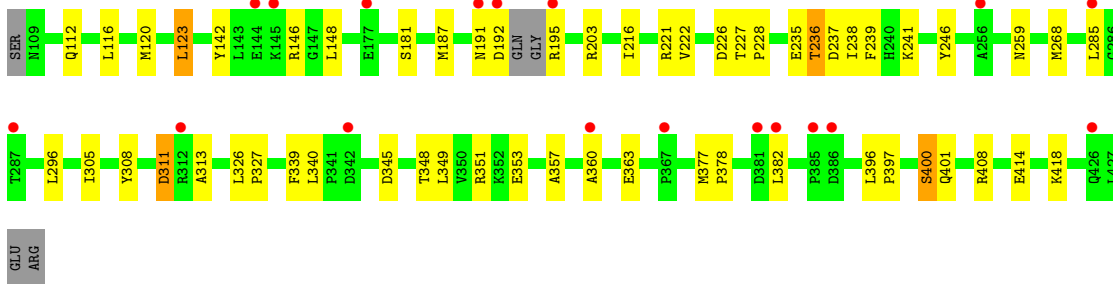 SER N109 Q112 L116 M120 L123 Y142 L143 E144 K145 R146 G147 L148 E177 S181 M187 N191 D192 GLN GLY R195 R203 I216 R221 V222 D226 T227 P228 E235 T236 D237 I238 F239 H240 K241 Y246 A256 N259 M268 L285 G286
T287 L296 I305 Y308 D311 R312 A313 L326 P327 F339 L340 P341 D342 D345 T348 L349 V350 R351 K352 E353 A357 A360 E363 P367 M377 P378 D381 L382 P385 D386 L396 P397 S400 Q401 R408 E414 K418 Q426 L427
GLU ARG